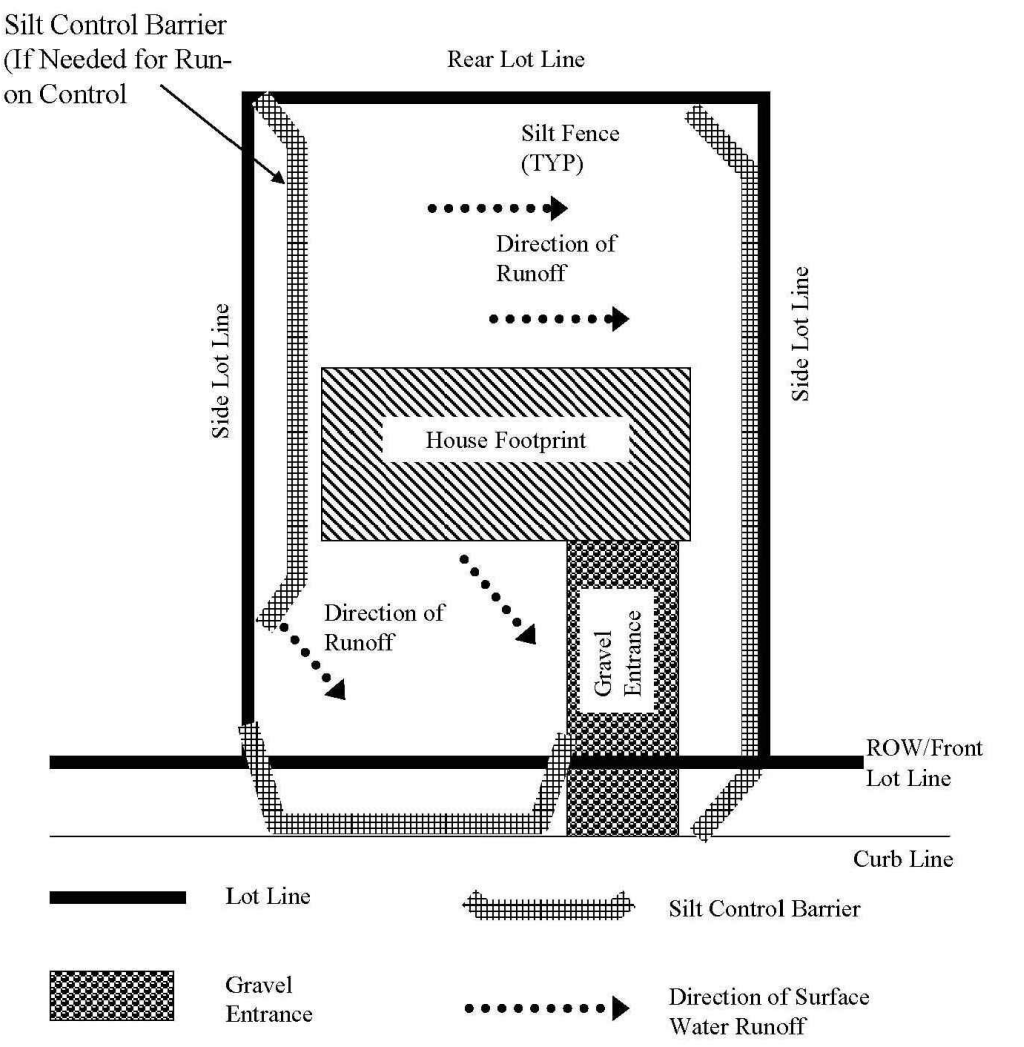 Silt Control Barrier
(If Needed for Run-
on Control
Rear Lot Line
Silt Fence
(TYP)
Direction of
Runoff
Side Lot Line
Side Lot Line
House Footprint
Direction of
Runoff
Gravel
Entrance
ROW/Front
Lot Line
Curb Line
Lot Line
Silt Control Barrier
Gravel
Entrance
Direction of Surface
Water Runoff